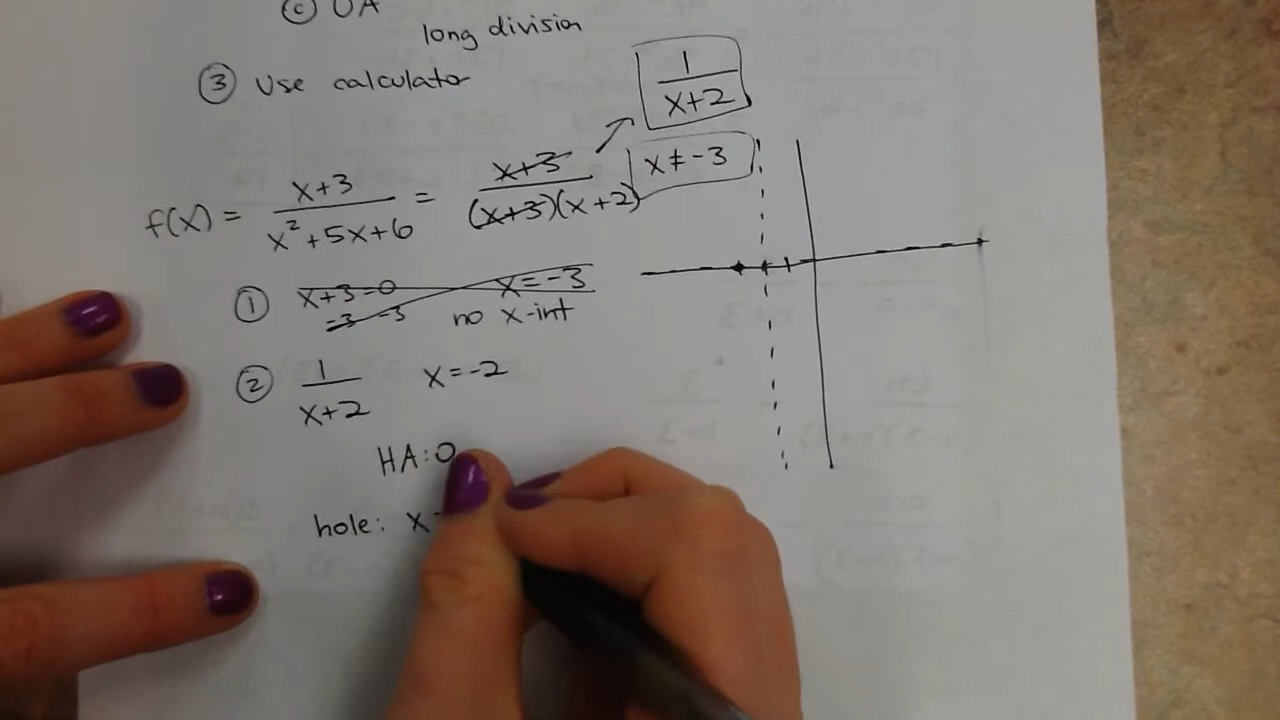 ⓒ OA
long division
③ Use calculator
1/(x+2)
x ≠ -3
f(x) = (x+3)/(x²+5x+6) = (x+3)/((x+3)(x+2))
① x+3=0 x=-3
-3 -3 no x-int
② 1/(x+2) x=-2
HA:0
hole: x